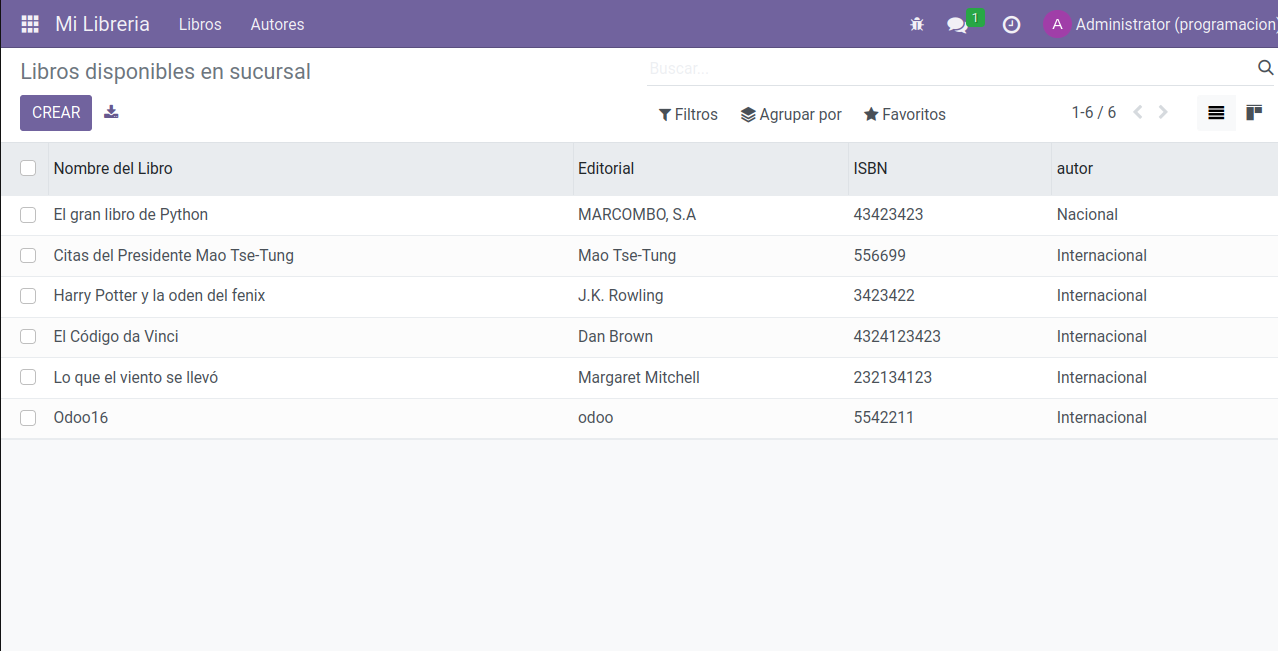 Mi Libreria Libros Autores 1 A Administrator (programacion)
Libros disponibles en sucursal Buscar...
CREAR Filtros Agrupar por Favoritos 1-6 / 6
Nombre del Libro Editorial ISBN autor
El gran libro de Python MARCOMBO, S.A 43423423 Nacional
Citas del Presidente Mao Tse-Tung Mao Tse-Tung 556699 Internacional
Harry Potter y la oden del fenix J.K. Rowling 3423422 Internacional
El Código da Vinci Dan Brown 4324123423 Internacional
Lo que el viento se llevó Margaret Mitchell 232134123 Internacional
Odoo16 odoo 5542211 Internacional